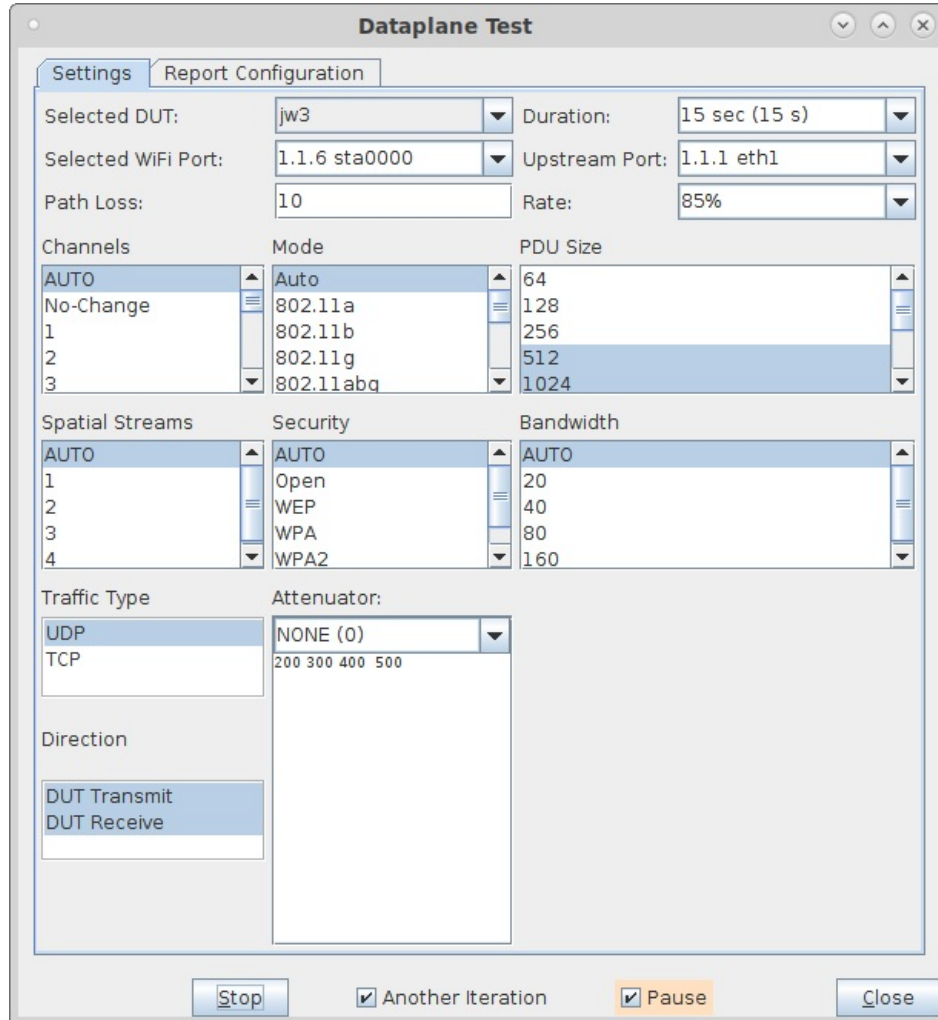 Dataplane Test
Settings
Report Configuration
Selected DUT:
jw3
Duration:
15 sec (15 s)
Selected WiFi Port:
1.1.6 sta0000
Upstream Port:
1.1.1 eth1
Path Loss:
10
Rate:
85%
Channels
AUTO
No-Change
1
2
3
Mode
Auto
802.11a
802.11b
802.11g
802.11abg
PDU Size
64
128
256
512
1024
Spatial Streams
AUTO
1
2
3
4
Security
AUTO
Open
WEP
WPA
WPA2
Bandwidth
AUTO
20
40
80
160
Traffic Type
UDP
TCP
Attenuator:
NONE (0)
200 300 400 500
Direction
DUT Transmit
DUT Receive
Stop
Another Iteration
Pause
Close